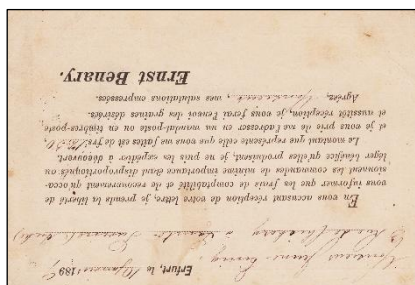 Erfurt, le
189
En vous accusant réception de votre lettre, je prends la liberté de
vous informer que les frais de comptabilité et de recouvrement qu'occa-
sionnent les commandes de minime importance étant disproportionnés au
léger bénéfice qu'elles produisent, je ne puis les expédier à découvert.
Le montant que représente celle que vous me faites est de
et je vous prie de me l'adresser en un mandat-poste ou en timbres-poste
et aussitôt réception, je vous ferai l'envoi des graines désirées.
Agréez, mes salutations empressées.
Ernst Benary.